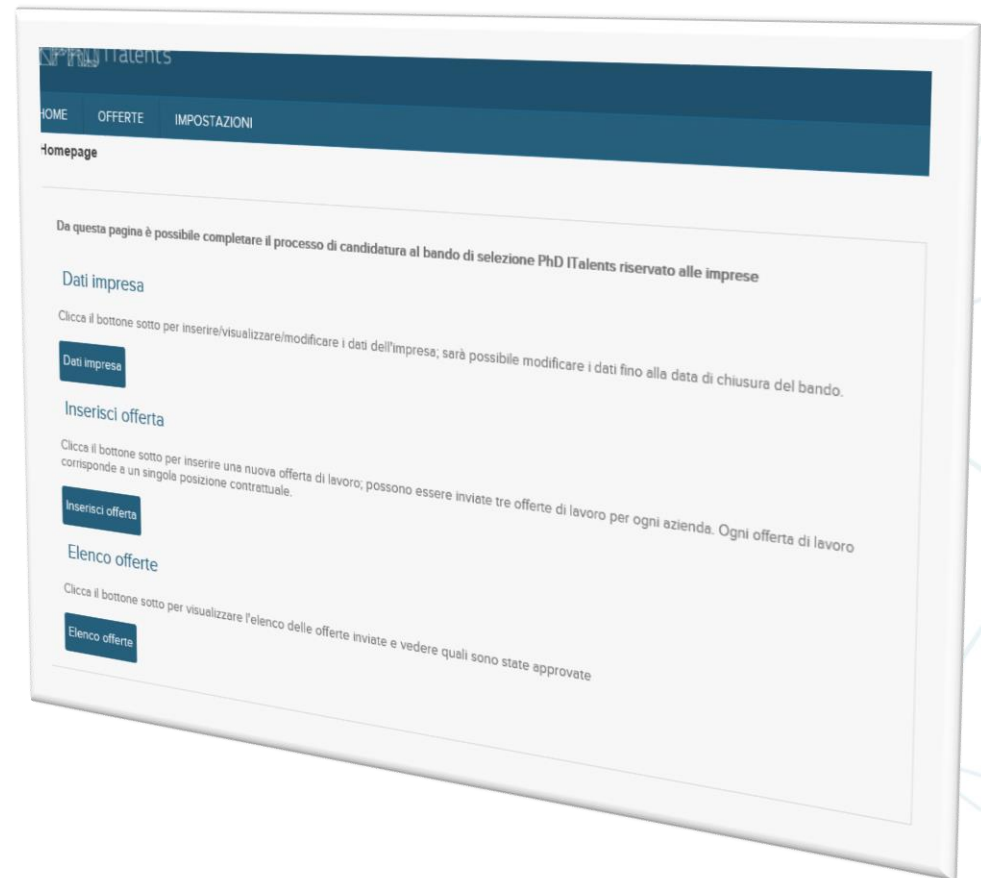 PhD ITalents
HOME OFFERTE IMPOSTAZIONI
Homepage
Da questa pagina è possibile completare il processo di candidatura al bando di selezione PhD ITalents riservato alle imprese
Dati impresa
Clicca il bottone sotto per inserire/visualizzare/modificare i dati dell'impresa; sarà possibile modificare i dati fino alla data di chiusura del bando.
Dati impresa
Inserisci offerta
Clicca il bottone sotto per inserire una nuova offerta di lavoro; possono essere inviate tre offerte di lavoro per ogni azienda. Ogni offerta di lavoro
corrisponde a un singola posizione contrattuale.
Inserisci offerta
Elenco offerte
Clicca il bottone sotto per visualizzare l'elenco delle offerte inviate e vedere quali sono state approvate
Elenco offerte